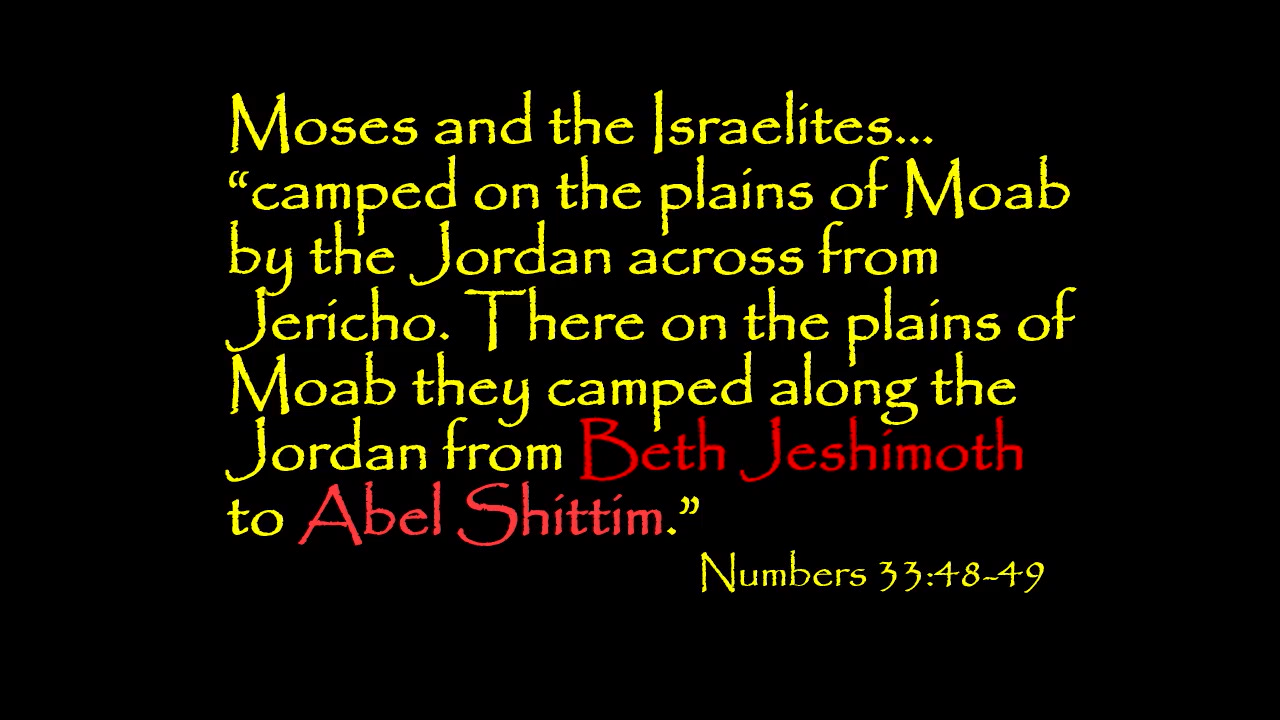 Moses and the Israelites...
“camped on the plains of Moab
by the Jordan across from
Jericho. There on the plains of
Moab they camped along the
Jordan from Beth Jeshimoth
to Abel Shittim.”
Numbers 33:48-49